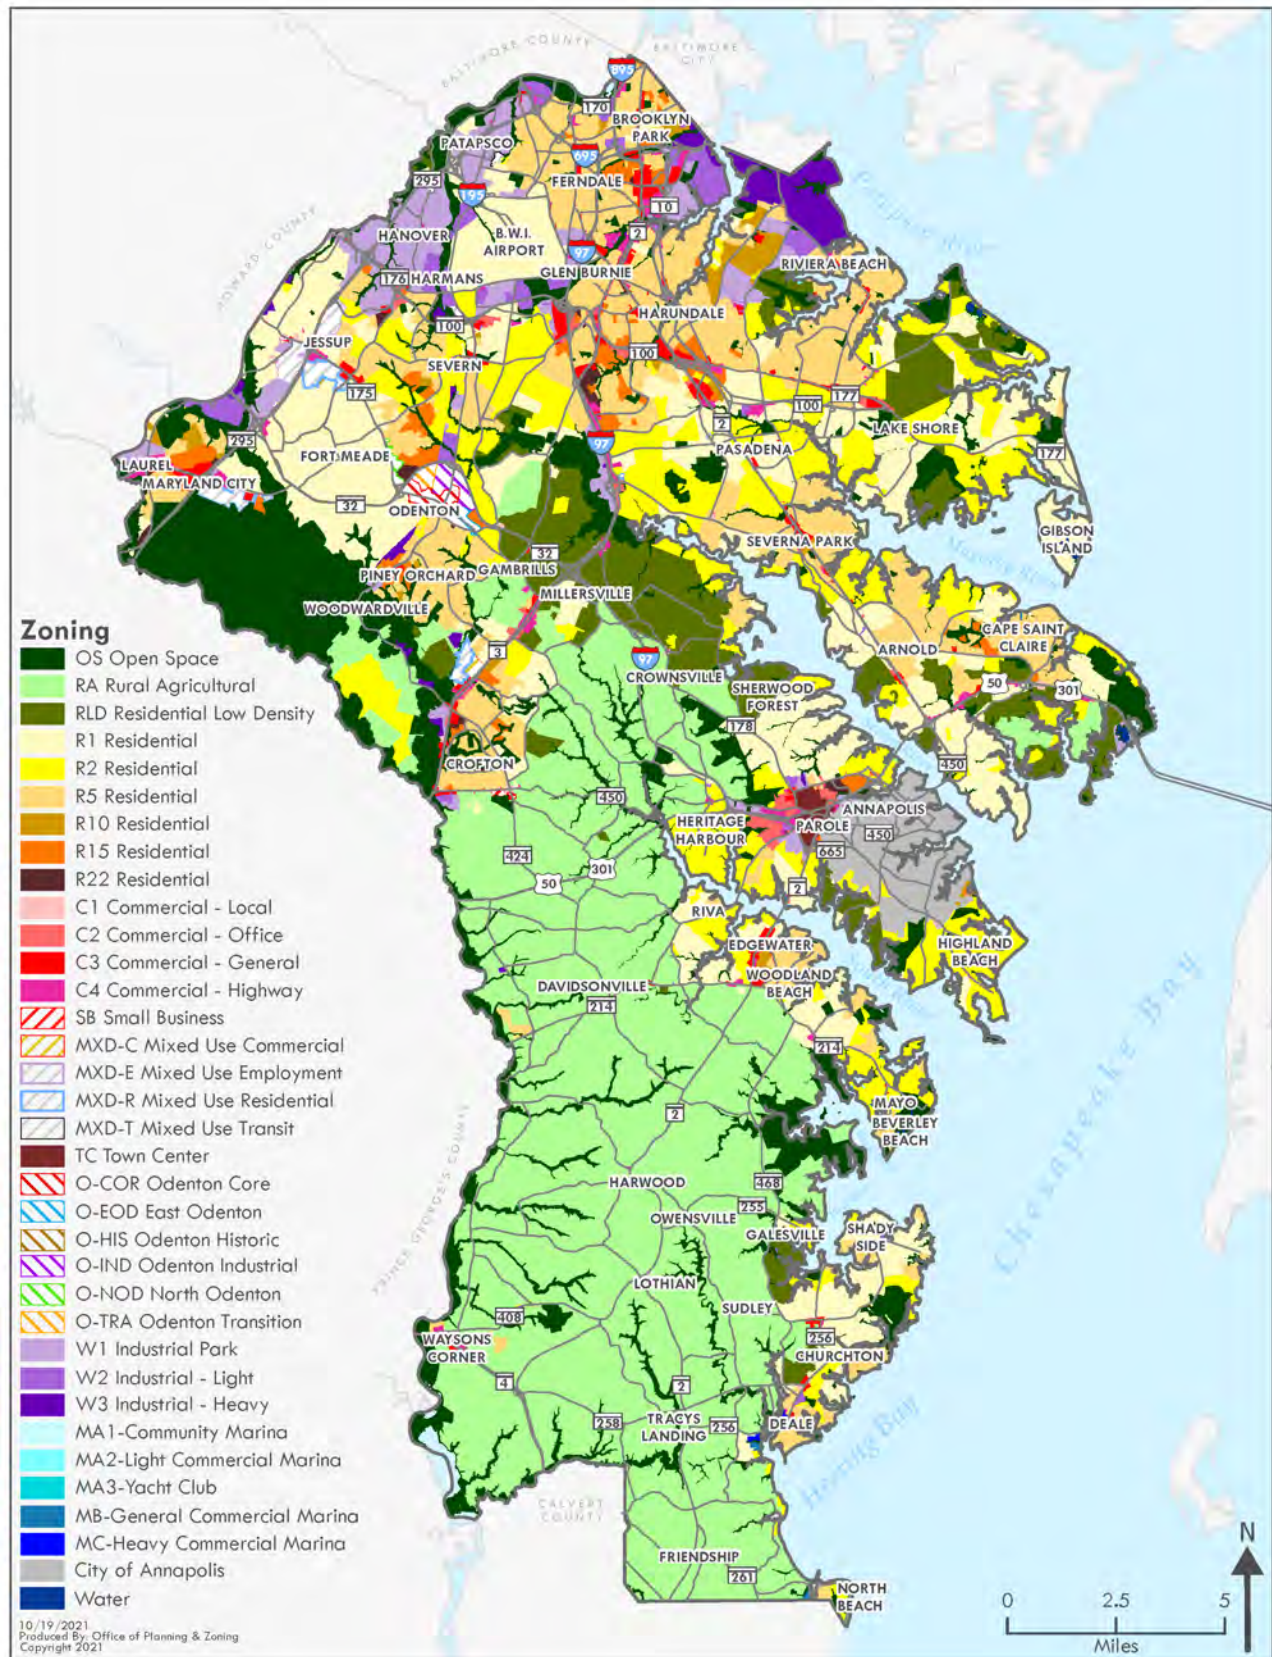 BALTIMORE COUNTY
BALTIMORE
CITY
895
170
BROOKLYN
PARK
PATAPSCO
695
295
195
FERNDALE
10
HOWARD COUNTY
HANOVER
B.W.I.
AIRPORT
2
97
GLEN BURNIE
RIVIERA BEACH
176
HARMANS
HARUNDALE
100
JESSUP
SEVERN
100
175
177
100
LAKE SHORE
2
295
FORT MEADE
97
PASADENA
177
LAUREL
MARYLAND CITY
32
ODENTON
GIBSON
ISLAND
SEVERNA PARK
32
PINEY ORCHARD
GAMBRILLS
MILLERSVILLE
WOODWARDVILLE
CAPE SAINT
CLAIRE
ARNOLD
3
97
CROWNSVILLE
50
301
SHERWOOD
FOREST
178
CROFTON
450
450
HERITAGE
HARBOUR
ANNAPOLIS
PAROLE
450
665
424
50
301
2
RIVA
EDGEWATER
HIGHLAND
BEACH
WOODLAND
BEACH
DAVIDSONVILLE
214
214
Chesapeake Bay
2
MAYO
BEVERLEY
BEACH
PRINCE GEORGE'S COUNTY
HARWOOD
468
255
OWENSVILLE
GALESVILLE
SHADY
SIDE
LOTHIAN
SUDLEY
408
WAYSONS
CORNER
256
CHURCHTON
4
2
258
TRACYS
LANDING
256
DEALE
Herring Bay
CALVERT
COUNTY
FRIENDSHIP
261
NORTH
BEACH
Zoning
OS Open Space
RA Rural Agricultural
RLD Residential Low Density
R1 Residential
R2 Residential
R5 Residential
R10 Residential
R15 Residential
R22 Residential
C1 Commercial - Local
C2 Commercial - Office
C3 Commercial - General
C4 Commercial - Highway
SB Small Business
MXD-C Mixed Use Commercial
MXD-E Mixed Use Employment
MXD-R Mixed Use Residential
MXD-T Mixed Use Transit
TC Town Center
O-COR Odenton Core
O-EOD East Odenton
O-HIS Odenton Historic
O-IND Odenton Industrial
O-NOD North Odenton
O-TRA Odenton Transition
W1 Industrial Park
W2 Industrial - Light
W3 Industrial - Heavy
MA1-Community Marina
MA2-Light Commercial Marina
MA3-Yacht Club
MB-General Commercial Marina
MC-Heavy Commercial Marina
City of Annapolis
Water
10/19/2021
Produced By: Office of Planning & Zoning
Copyright 2021
N
0
2.5
5
Miles